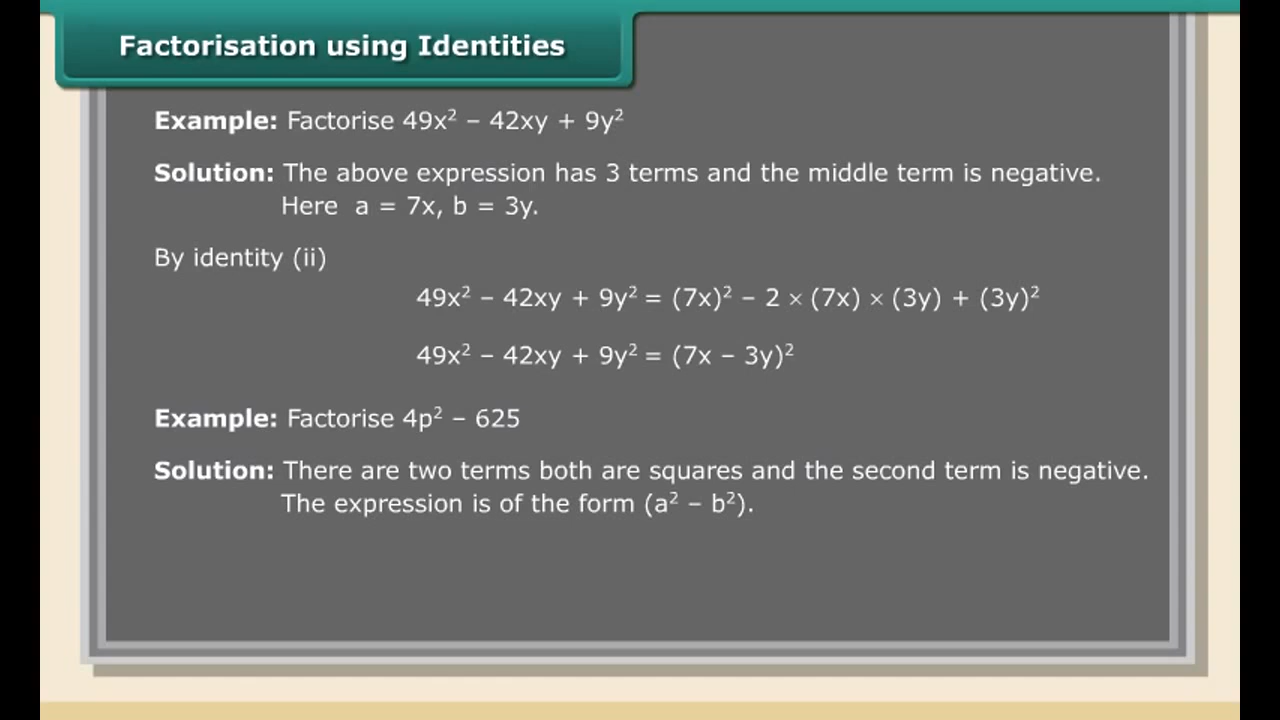 Factorisation using Identities
Example: Factorise 49x² – 42xy + 9y²
Solution: The above expression has 3 terms and the middle term is negative.
Here a = 7x, b = 3y.
By identity (ii)
49x² – 42xy + 9y² = (7x)² – 2 × (7x) × (3y) + (3y)²
49x² – 42xy + 9y² = (7x – 3y)²
Example: Factorise 4p² – 625
Solution: There are two terms both are squares and the second term is negative.
The expression is of the form (a² – b²).